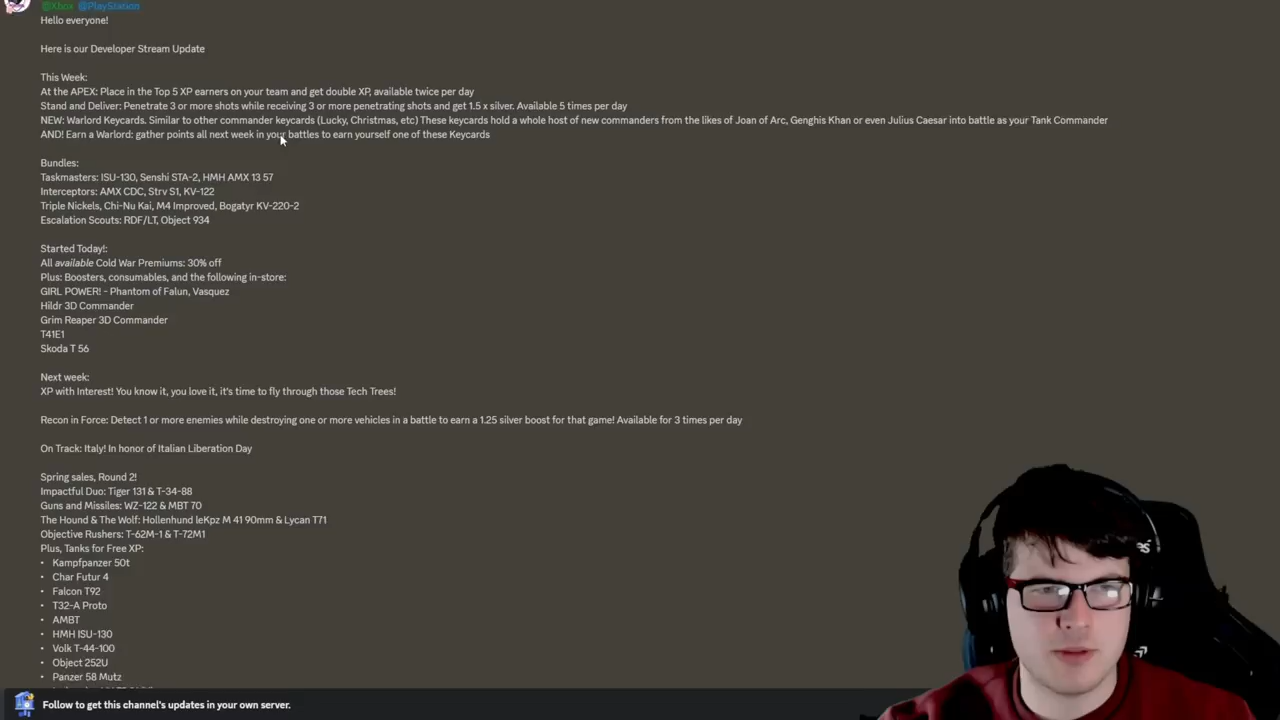 @Xbox @PlayStation
Hello everyone!
Here is our Developer Stream Update
This Week:
At the APEX: Place in the Top 5 XP earners on your team and get double XP, available twice per day
Stand and Deliver: Penetrate 3 or more shots while receiving 3 or more penetrating shots and get 1.5 x silver. Available 5 times per day
NEW: Warlord Keycards. Similar to other commander keycards (Lucky, Christmas, etc) These keycards hold a whole host of new commanders from the likes of Joan of Arc, Genghis Khan or even Julius Caesar into battle as your Tank Commander
AND! Earn a Warlord: gather points all next week in your battles to earn yourself one of these Keycards
Bundles:
Taskmasters: ISU-130, Senshi STA-2, HMH AMX 13 57
Interceptors: AMX CDC, Strv S1, KV-122
Triple Nickels, Chi-Nu Kai, M4 Improved, Bogatyr KV-220-2
Escalation Scouts: RDF/LT, Object 934
Started Today!:
All available Cold War Premiums: 30% off
Plus: Boosters, consumables, and the following in-store:
GIRL POWER! - Phantom of Falun, Vasquez
Hildr 3D Commander
Grim Reaper 3D Commander
T41E1
Skoda T 56
Next week:
XP with Interest! You know it, you love it, it's time to fly through those Tech Trees!
Recon in Force: Detect 1 or more enemies while destroying one or more vehicles in a battle to earn a 1.25 silver boost for that game! Available for 3 times per day
On Track: Italy! In honor of Italian Liberation Day
Spring sales, Round 2!
Impactful Duo: Tiger 131 & T-34-88
Guns and Missiles: WZ-122 & MBT 70
The Hound & The Wolf: Hollenhund leKpz M 41 90mm & Lycan T71
Objective Rushers: T-62M-1 & T-72M1
Plus, Tanks for Free XP:
• Kampfpanzer 50t
• Char Futur 4
• Falcon T92
• T32-A Proto
• AMBT
• HMH ISU-130
• Volk T-44-100
• Object 252U
• Panzer 58 Mutz
Follow to get this channel's updates in your own server.